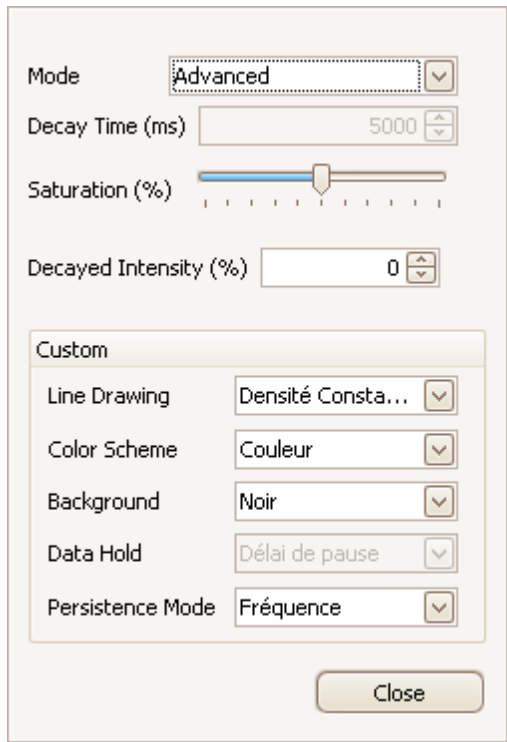 Mode Advanced
Decay Time (ms) 5000
Saturation (%)
Decayed Intensity (%) 0
Custom
Line Drawing Densité Consta...
Color Scheme Couleur
Background Noir
Data Hold Délai de pause
Persistence Mode Fréquence
Close